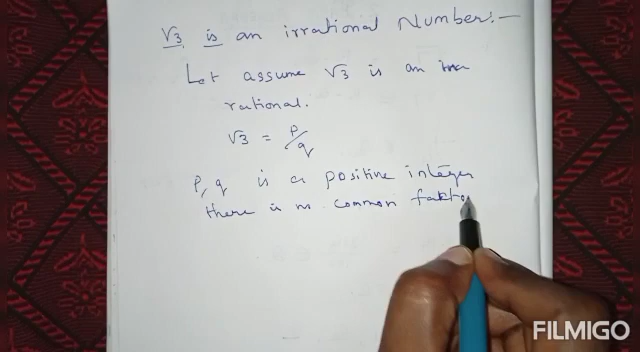 √3 is an irrational Number:-
Let assume √3 is an
rational.
√3 = p/q
P, q is a positive integer
there is no common fakto
FILMIGO